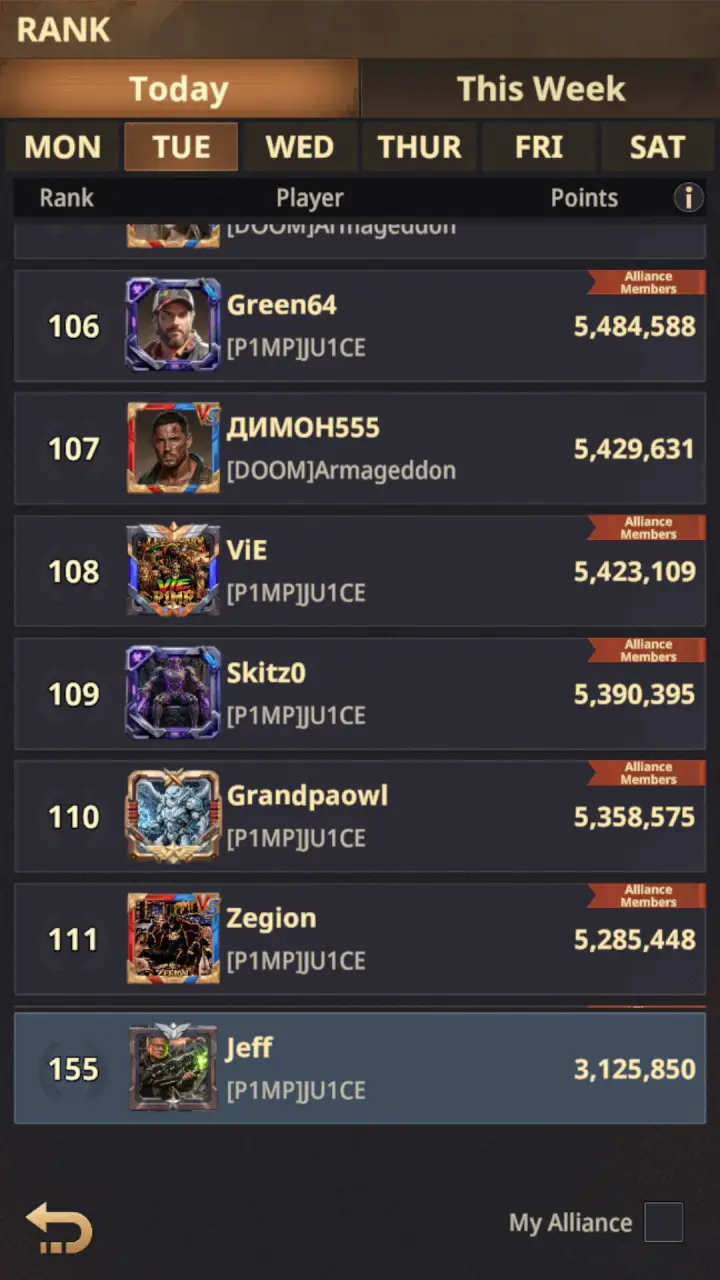 RANK
Today
This Week
MON
TUE
WED
THUR
FRI
SAT
Rank
Player
Points
[DOOM]Armageddon
Alliance
Members
106
Green64
[P1MP]JU1CE
5,484,588
107
ДИМОН555
[DOOM]Armageddon
5,429,631
Alliance
Members
108
ViE
[P1MP]JU1CE
5,423,109
Alliance
Members
109
Skitz0
[P1MP]JU1CE
5,390,395
Alliance
Members
110
Grandpaowl
[P1MP]JU1CE
5,358,575
Alliance
Members
111
Zegion
[P1MP]JU1CE
5,285,448
155
Jeff
[P1MP]JU1CE
3,125,850
My Alliance